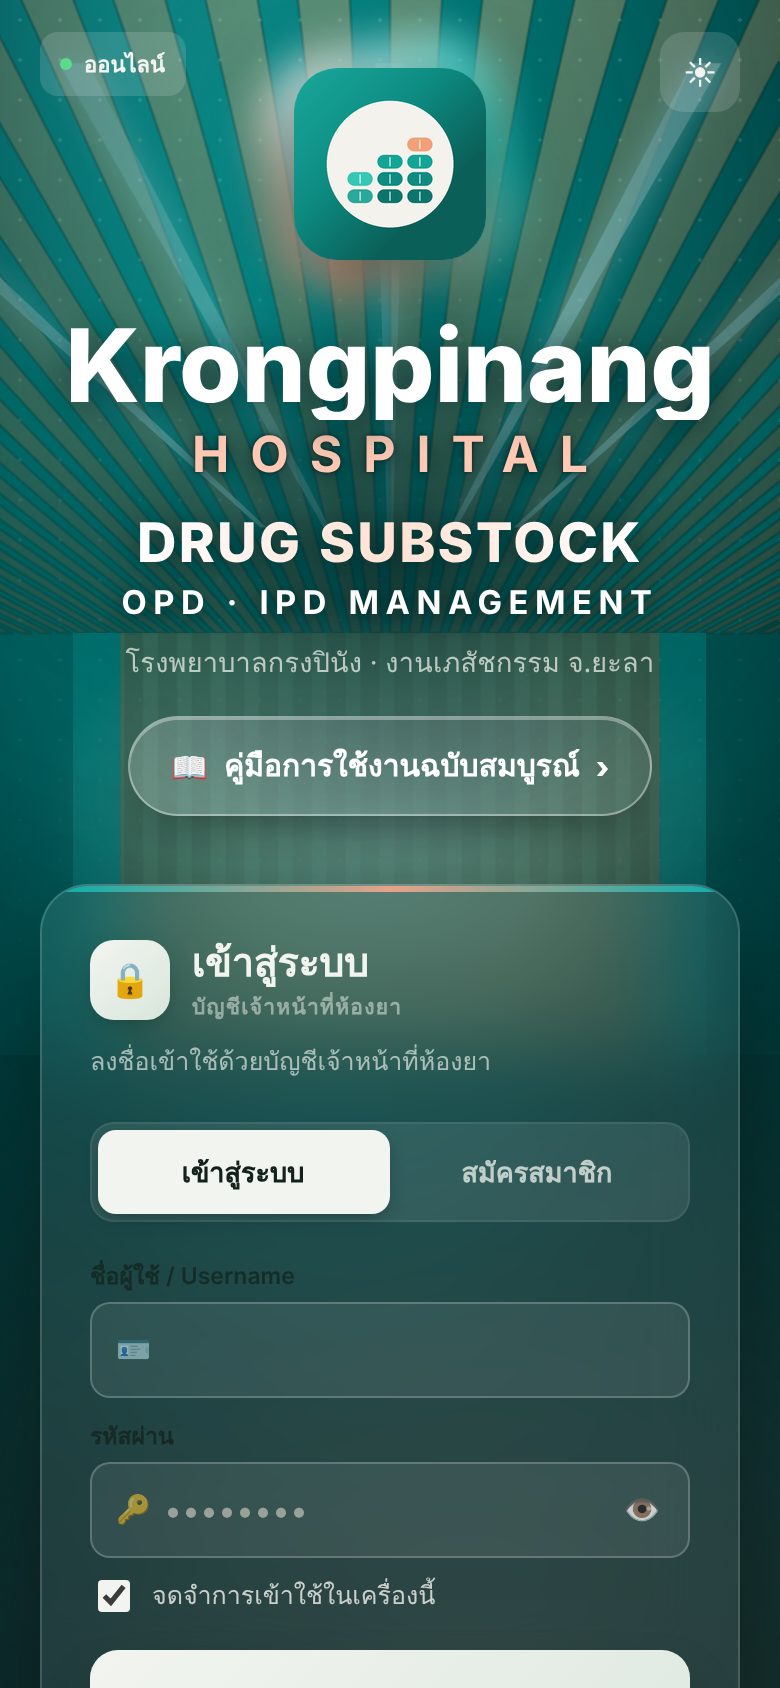 ออนไลน์
Krongpinang
HOSPITAL
DRUG SUBSTOCK
OPD · IPD MANAGEMENT
โรงพยาบาลกรงปินัง · งานเภสัชกรรม จ.ยะลา
คู่มือการใช้งานฉบับสมบูรณ์ ›
เข้าสู่ระบบ
บัญชีเจ้าหน้าที่ห้องยา
ลงชื่อเข้าใช้ด้วยบัญชีเจ้าหน้าที่ห้องยา
เข้าสู่ระบบ สมัครสมาชิก
ชื่อผู้ใช้ / Username
รหัสผ่าน
••••••••
จดจำการเข้าใช้ในเครื่องนี้